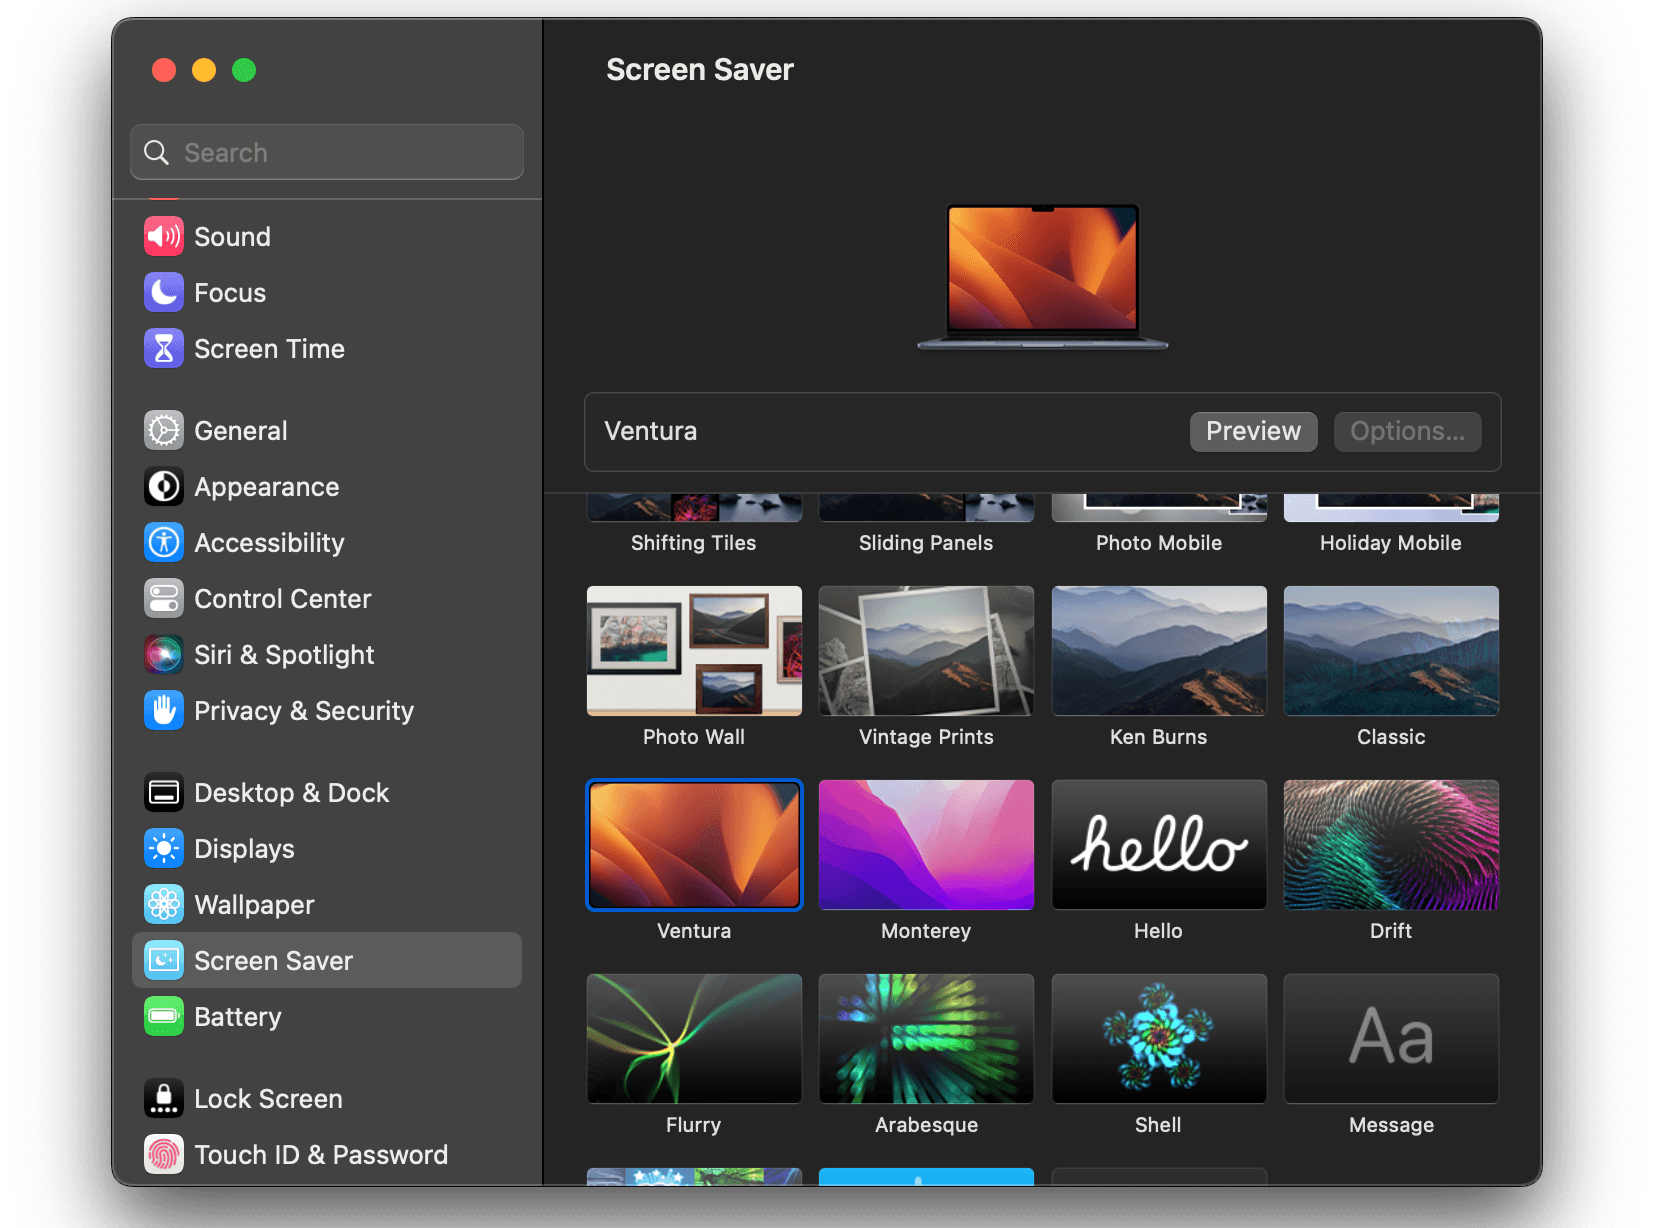 Screen Saver
Search
Sound
Focus
Screen Time
General
Appearance
Accessibility
Control Center
Siri & Spotlight
Privacy & Security
Desktop & Dock
Displays
Wallpaper
Screen Saver
Battery
Lock Screen
Touch ID & Password
Ventura
Preview
Options...
Shifting Tiles
Sliding Panels
Photo Mobile
Holiday Mobile
Photo Wall
Vintage Prints
Ken Burns
Classic
hello
Ventura
Monterey
Hello
Drift
Aa
Flurry
Arabesque
Shell
Message